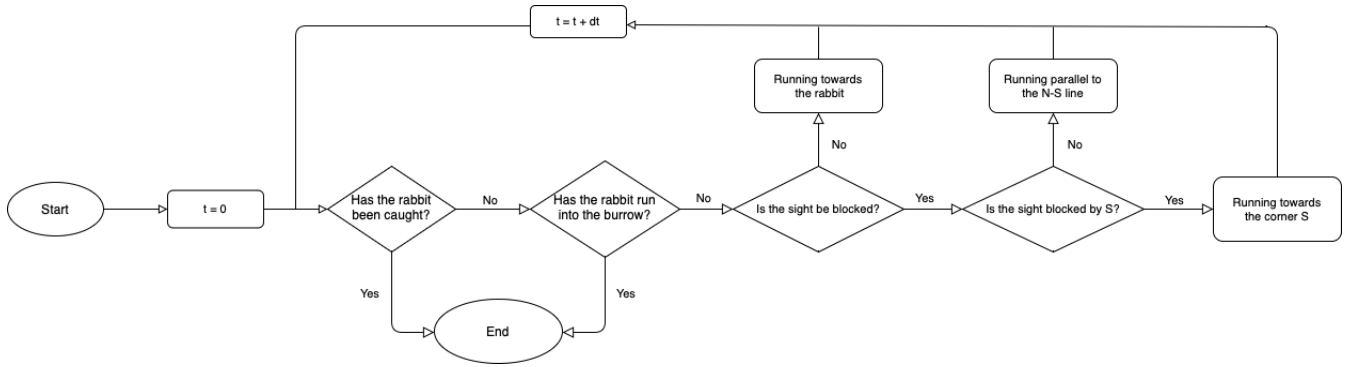 t = t + dt
Running towards
the rabbit
Running parallel to
the N-S line
No
No
Start
t = 0
Has the rabbit
been caught?
No
Has the rabbit run
into the burrow?
No
Is the sight be blocked?
Yes
Is the sight blocked by S?
Yes
Running towards
the corner S
Yes
Yes
End